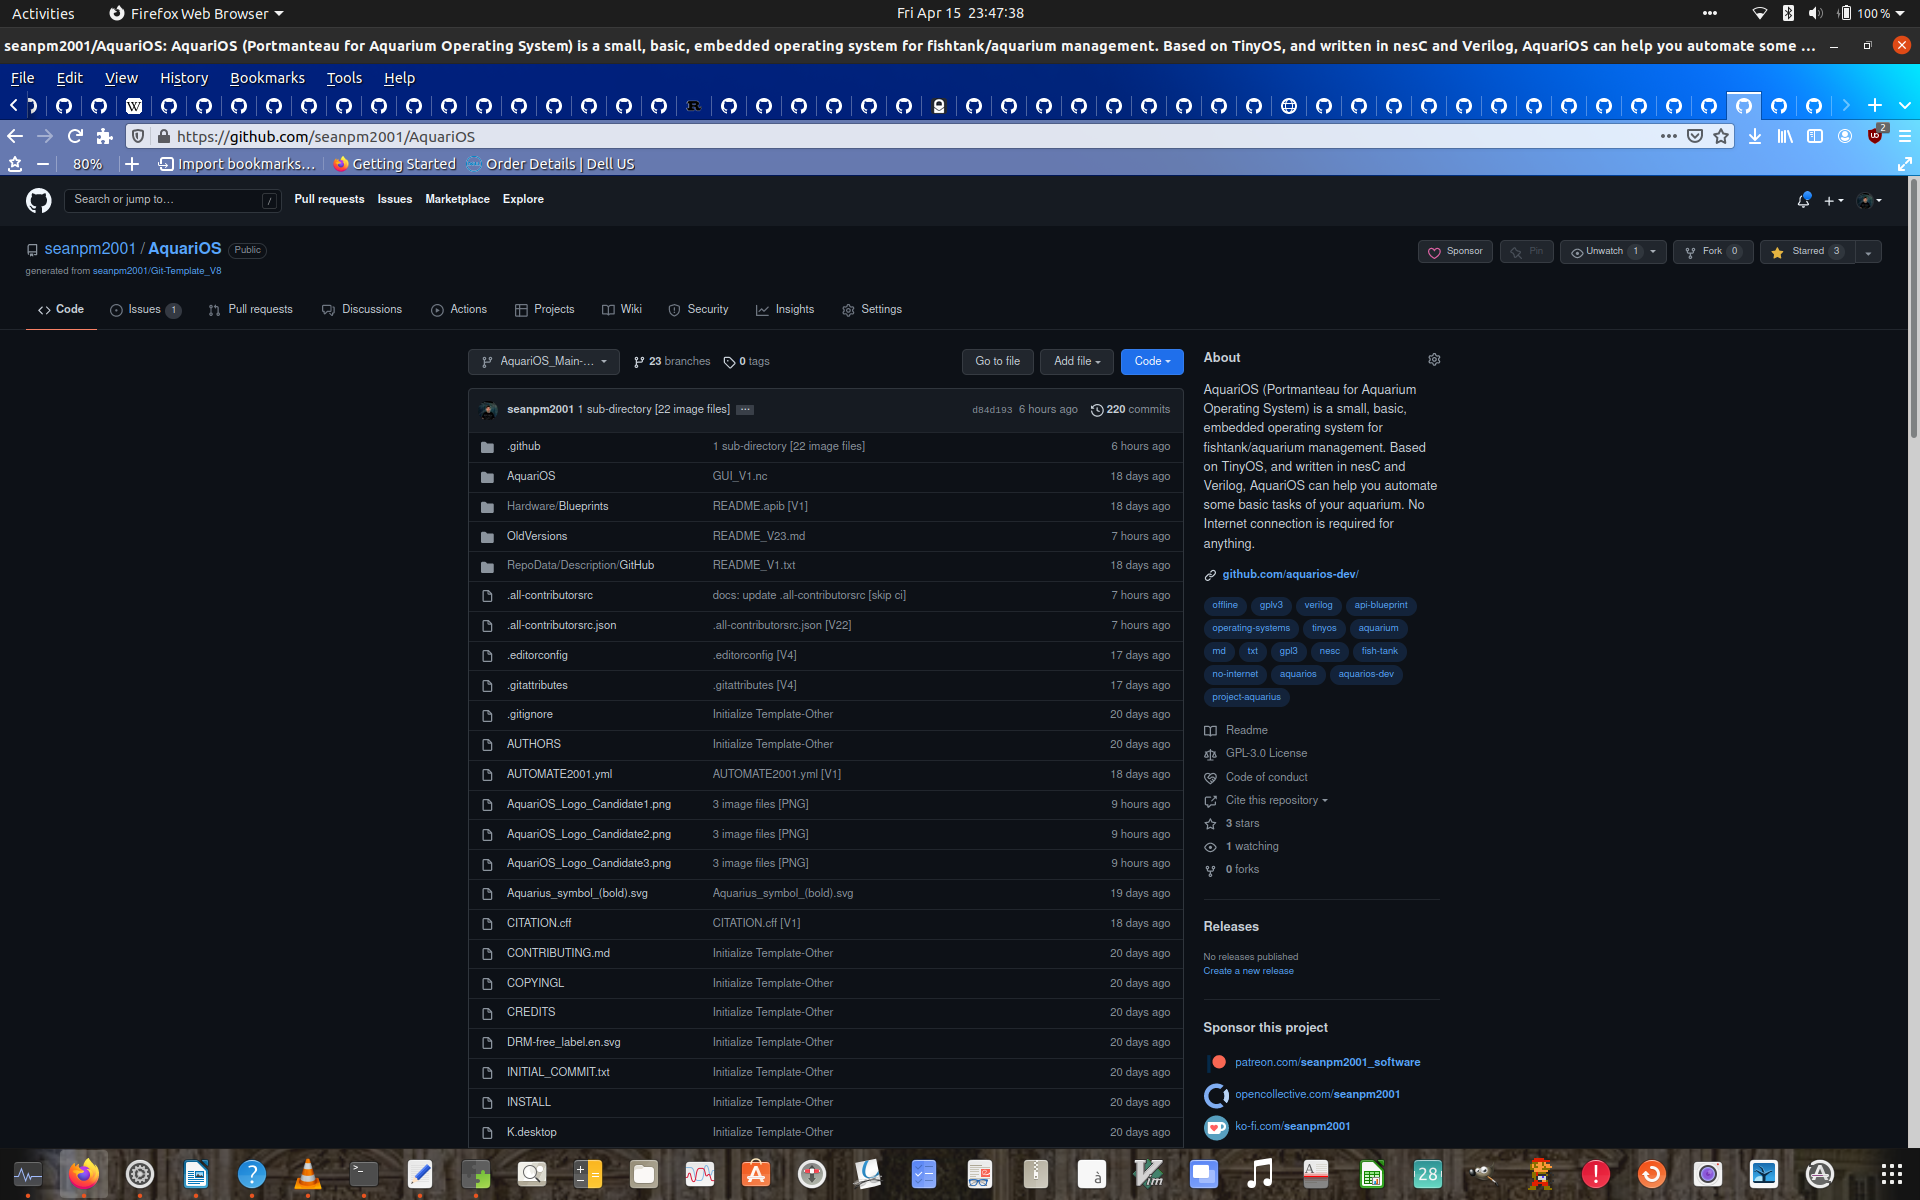 Activities
Firefox Web Browser
Fri Apr 15 23:47:38
100 %
seanpm2001/AquariOS: AquariOS (Portmanteau for Aquarium Operating System) is a small, basic, embedded operating system for fishtank/aquarium management. Based on TinyOS, and written in nesC and Verilog, AquariOS can help you automate some ...
File Edit View History Bookmarks Tools Help
https://github.com/seanpm2001/AquariOS
2
80%
Import bookmarks...
Getting Started
Order Details | Dell US
Search or jump to...
/
Pull requests Issues Marketplace Explore
seanpm2001 / AquariOS Public
generated from seanpm2001/Git-Template_V8
Sponsor
Pin
Unwatch 1
Fork 0
Starred 3
Code
Issues 1
Pull requests
Discussions
Actions
Projects
Wiki
Security
Insights
Settings
AquariOS_Main-...
23 branches
0 tags
Go to file
Add file
Code
seanpm2001 1 sub-directory [22 image files] ... d84d193 6 hours ago 220 commits
.github 1 sub-directory [22 image files] 6 hours ago
AquariOS GUI_V1.nc 18 days ago
Hardware/Blueprints README.apib [V1] 18 days ago
OldVersions README_V23.md 7 hours ago
RepoData/Description/GitHub README_V1.txt 18 days ago
.all-contributorsrc docs: update .all-contributorsrc [skip ci] 7 hours ago
.all-contributorsrc.json .all-contributorsrc.json [V22] 7 hours ago
.editorconfig .editorconfig [V4] 17 days ago
.gitattributes .gitattributes [V4] 17 days ago
.gitignore Initialize Template-Other 20 days ago
AUTHORS Initialize Template-Other 20 days ago
AUTOMATE2001.yml AUTOMATE2001.yml [V1] 18 days ago
AquariOS_Logo_Candidate1.png 3 image files [PNG] 9 hours ago
AquariOS_Logo_Candidate2.png 3 image files [PNG] 9 hours ago
AquariOS_Logo_Candidate3.png 3 image files [PNG] 9 hours ago
Aquarius_symbol_(bold).svg Aquarius_symbol_(bold).svg 19 days ago
CITATION.cff CITATION.cff [V1] 18 days ago
CONTRIBUTING.md Initialize Template-Other 20 days ago
COPYINGL Initialize Template-Other 20 days ago
CREDITS Initialize Template-Other 20 days ago
DRM-free_label.en.svg Initialize Template-Other 20 days ago
INITIAL_COMMIT.txt Initialize Template-Other 20 days ago
INSTALL Initialize Template-Other 20 days ago
K.desktop Initialize Template-Other 20 days ago
About
AquariOS (Portmanteau for Aquarium
Operating System) is a small, basic,
embedded operating system for
fishtank/aquarium management. Based
on TinyOS, and written in nesC and
Verilog, AquariOS can help you automate
some basic tasks of your aquarium. No
Internet connection is required for
anything.
github.com/aquarios-dev/
offline gplv3 verilog api-blueprint
operating-systems tinyos aquarium
md txt gpl3 nesc fish-tank
no-internet aquarios aquarios-dev
project-aquarius
Readme
GPL-3.0 License
Code of conduct
Cite this repository
3 stars
1 watching
0 forks
Releases
No releases published
Create a new release
Sponsor this project
patreon.com/seanpm2001_software
opencollective.com/seanpm2001
ko-fi.com/seanpm2001
28